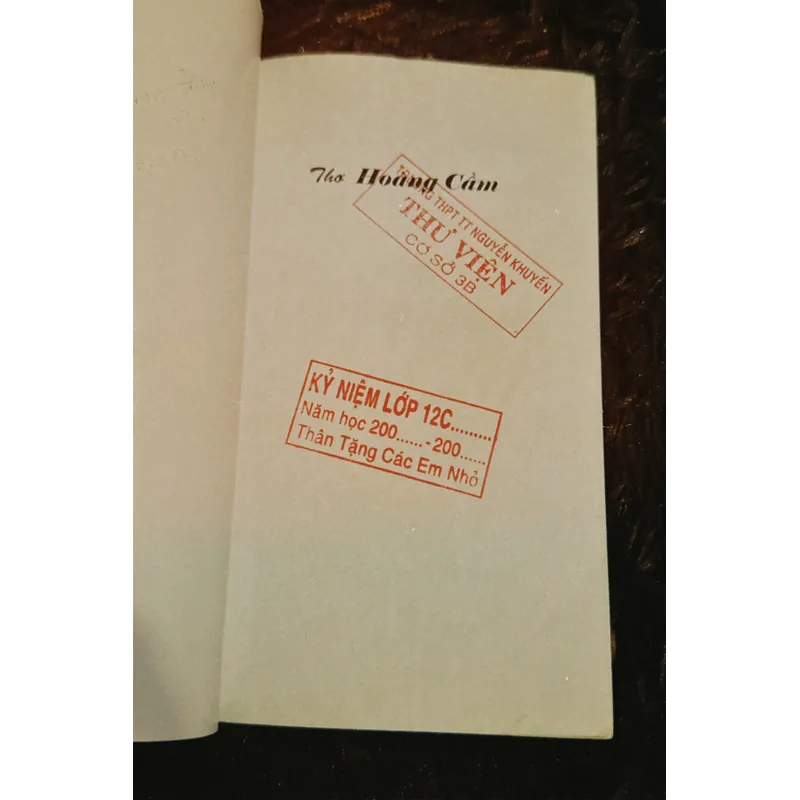 Thơ Hoàng Cầm
TRƯỜNG THPT TT NGUYỄN KHUYẾN
THƯ VIỆN
CƠ SỞ 3B
KỶ NIỆM LỚP 12C.........
Năm học 200......-200......
Thân Tặng Các Em Nhỏ